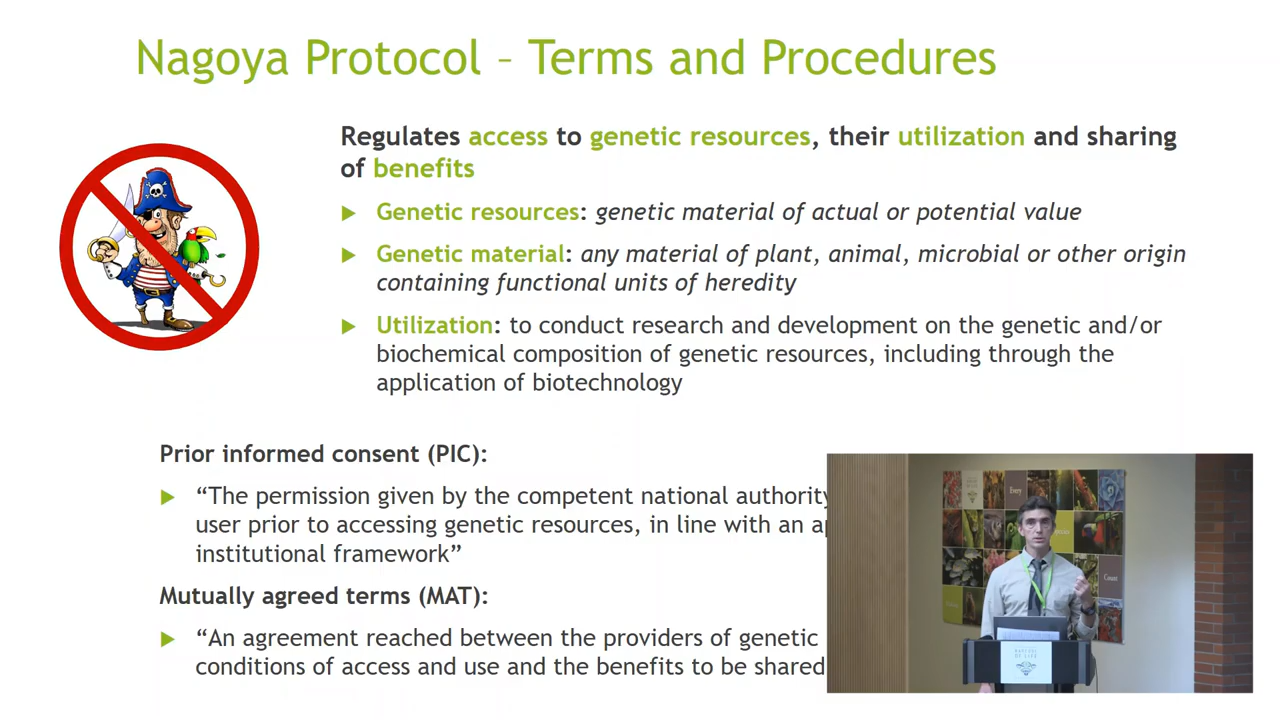 Nagoya Protocol – Terms and Procedures
Regulates access to genetic resources, their utilization and sharing
of benefits
Genetic resources: genetic material of actual or potential value
Genetic material: any material of plant, animal, microbial or other origin
containing functional units of heredity
Utilization: to conduct research and development on the genetic and/or
biochemical composition of genetic resources, including through the
application of biotechnology
Prior informed consent (PIC):
“The permission given by the competent national authority
user prior to accessing genetic resources, in line with an
institutional framework”
Mutually agreed terms (MAT):
“An agreement reached between the providers of genetic
conditions of access and use and the benefits to be shared
Every
Count
OF LIFE